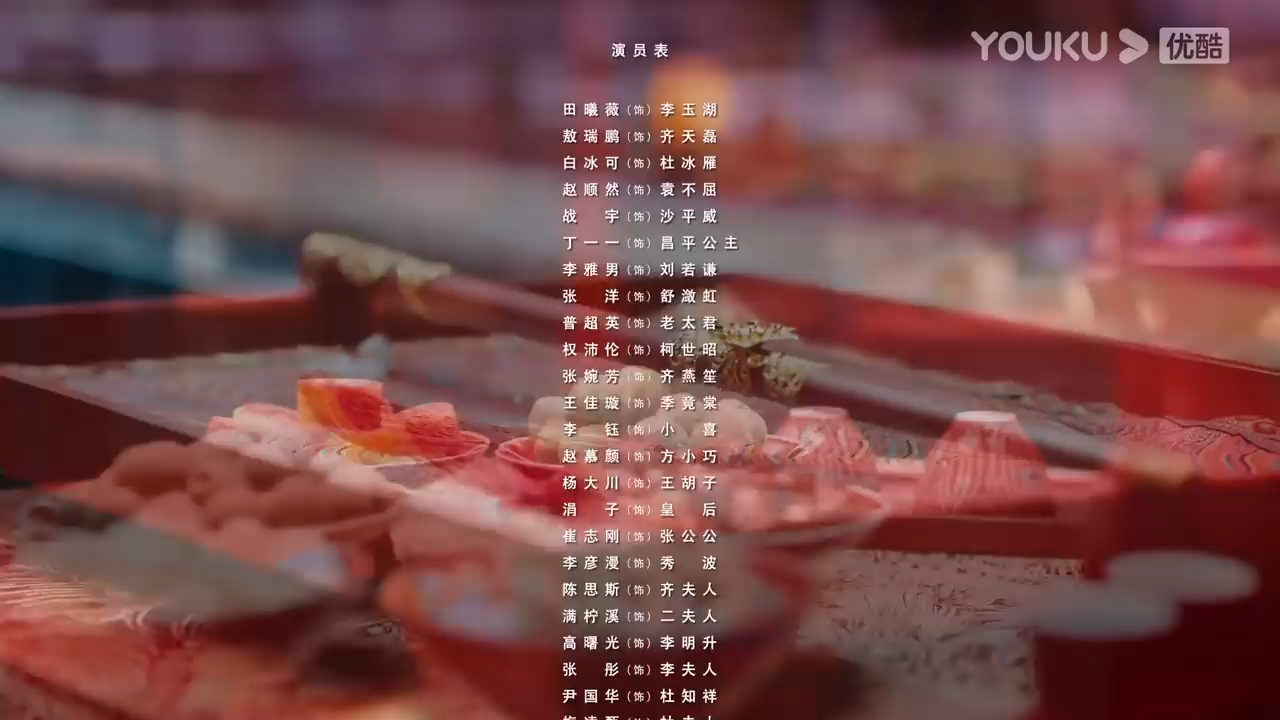 YOUKU 优酷
演员表
田曦薇（饰）李玉湖
敖瑞鹏（饰）齐天磊
白冰可（饰）杜冰雁
赵顺然（饰）袁不屈
战宇（饰）沙平威
丁一一（饰）昌平公主
李雅男（饰）刘若谦
张洋（饰）舒潋虹
普超英（饰）老太君
权沛伦（饰）柯世昭
张婉芳（饰）齐燕笙
王佳璇（饰）季竟棠
李钰（饰）小喜
赵慕颜（饰）方小巧
杨大川（饰）王胡子
涓子（饰）皇后
崔志刚（饰）张公公
李彦漫（饰）秀波
陈思斯（饰）齐夫人
满柠溪（饰）二夫人
高曙光（饰）李明升
张彤（饰）李夫人
尹国华（饰）杜知祥